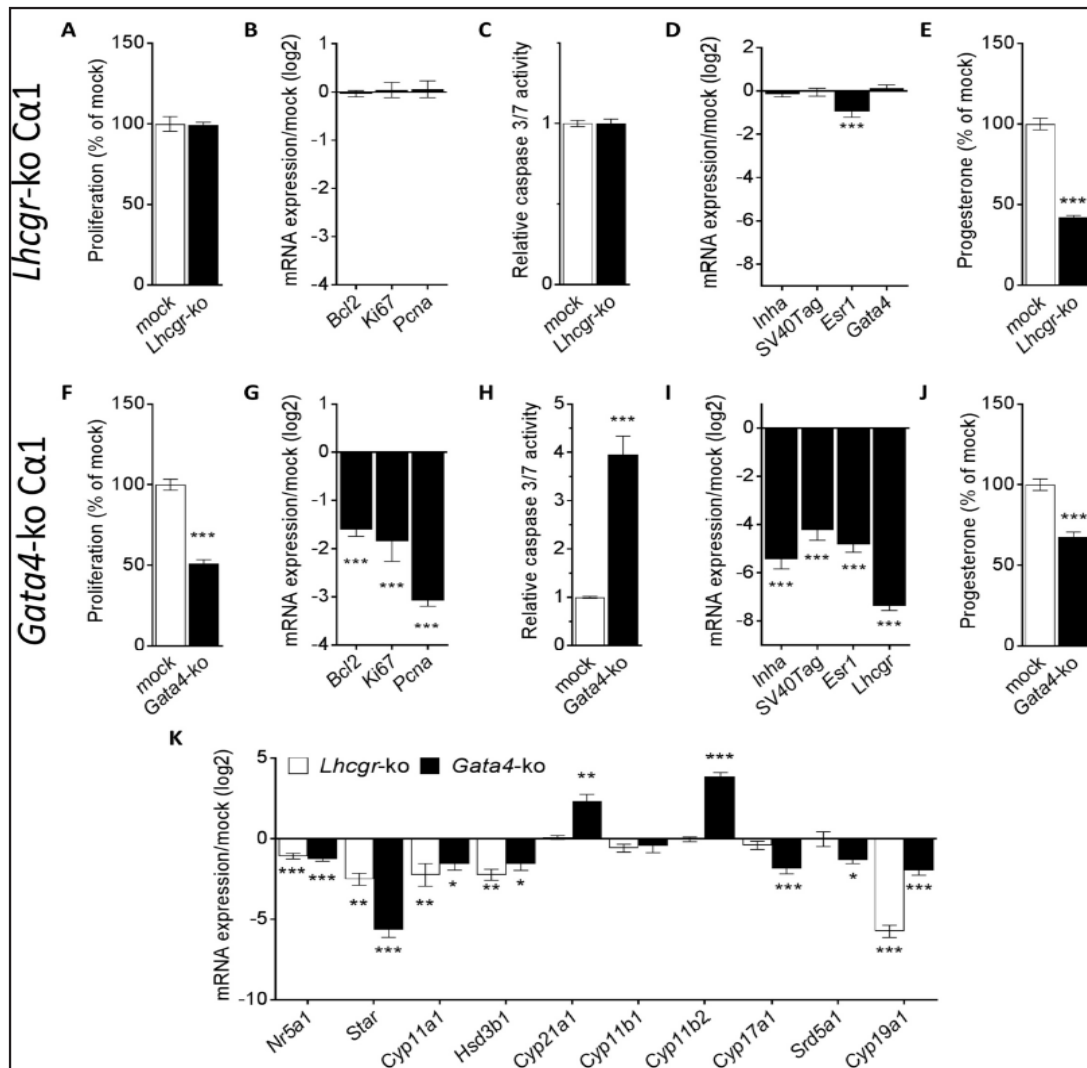 A B C D E
Lhcgr-ko Cα1
Proliferation (% of mock)
150
100
50
0
mock
Lhcgr-ko
mRNA expression/mock (log2)
1
0
-1
-2
-3
-4
Bcl2
Ki67
Pcna
Relative caspase 3/7 activity
1
0
mock
Lhcgr-ko
mRNA expression/mock (log2)
2
0
-2
-4
-6
-8
***
Inha
SV40Tag
Esr1
Gata4
Progesterone (% of mock)
150
100
50
0
***
mock
Lhcgr-ko
F G H I J
Gata4-ko Cα1
Proliferation (% of mock)
150
100
50
0
***
mock
Gata4-ko
mRNA expression/mock (log2)
1
0
-1
-2
-3
-4
*** *** ***
Bcl2
Ki67
Pcna
Relative caspase 3/7 activity
5
4
3
2
1
0
***
mock
Gata4-ko
mRNA expression/mock (log2)
0
-2
-4
-6
-8
*** *** *** ***
Inha
SV40Tag
Esr1
Lhcgr
Progesterone (% of mock)
150
100
50
0
***
mock
Gata4-ko
K
mRNA expression/mock (log2)
5
0
-5
-10
Lhcgr-ko Gata4-ko
** ***
*** *** ** *** ** * ** * *** * *** ***
Nr5a1
Star
Cyp11a1
Hsd3b1
Cyp21a1
Cyp11b1
Cyp11b2
Cyp17a1
Srd5a1
Cyp19a1